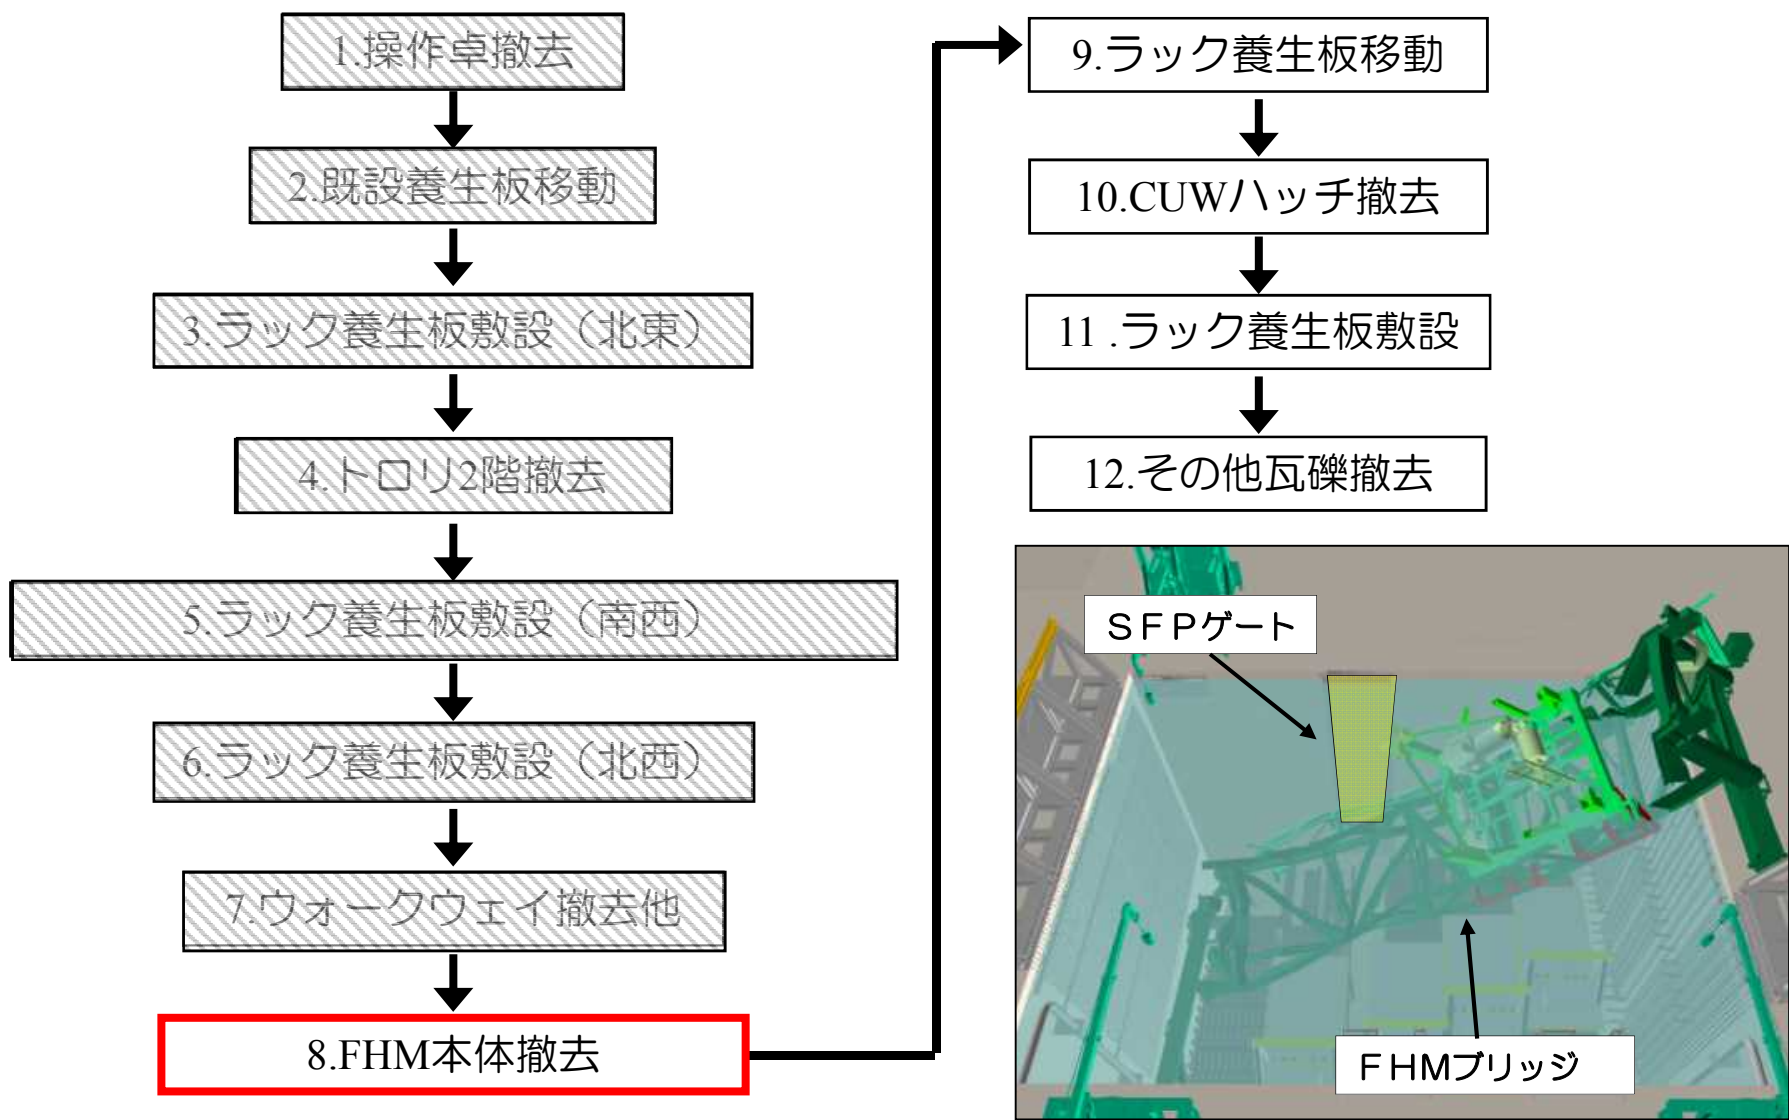 1.操作卓撤去
2.既設養生板移動
3.ラック養生板敷設（北東）
4.トロリ2階撤去
5.ラック養生板敷設（南西）
6.ラック養生板敷設（北西）
7.ウォークウェイ撤去他
8.FHM本体撤去
9.ラック養生板移動
10.CUWハッチ撤去
11 .ラック養生板敷設
12.その他瓦礫撤去
ＳＦＰゲート
ＦＨＭブリッジ